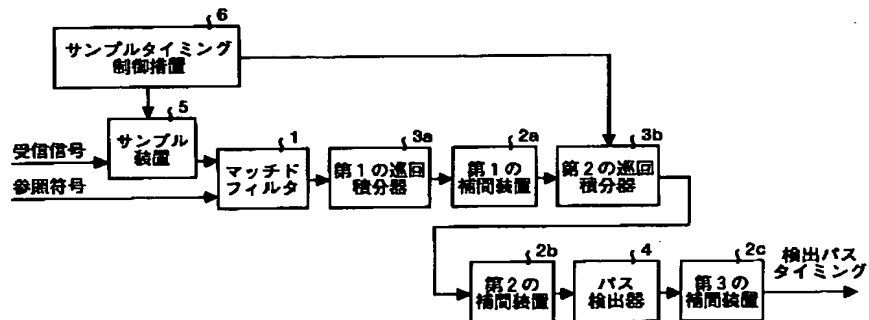 6
サンプルタイミング
制御措置
5
サンプル
装置
受信信号
参照符号
1
マッチド
フィルタ
3a
第1の巡回
積分器
2a
第1の
補間装置
3b
第2の巡回
積分器
2b
第2の
補間装置
4
パス
検出器
2c
第3の
補間装置
検出パス
タイミング